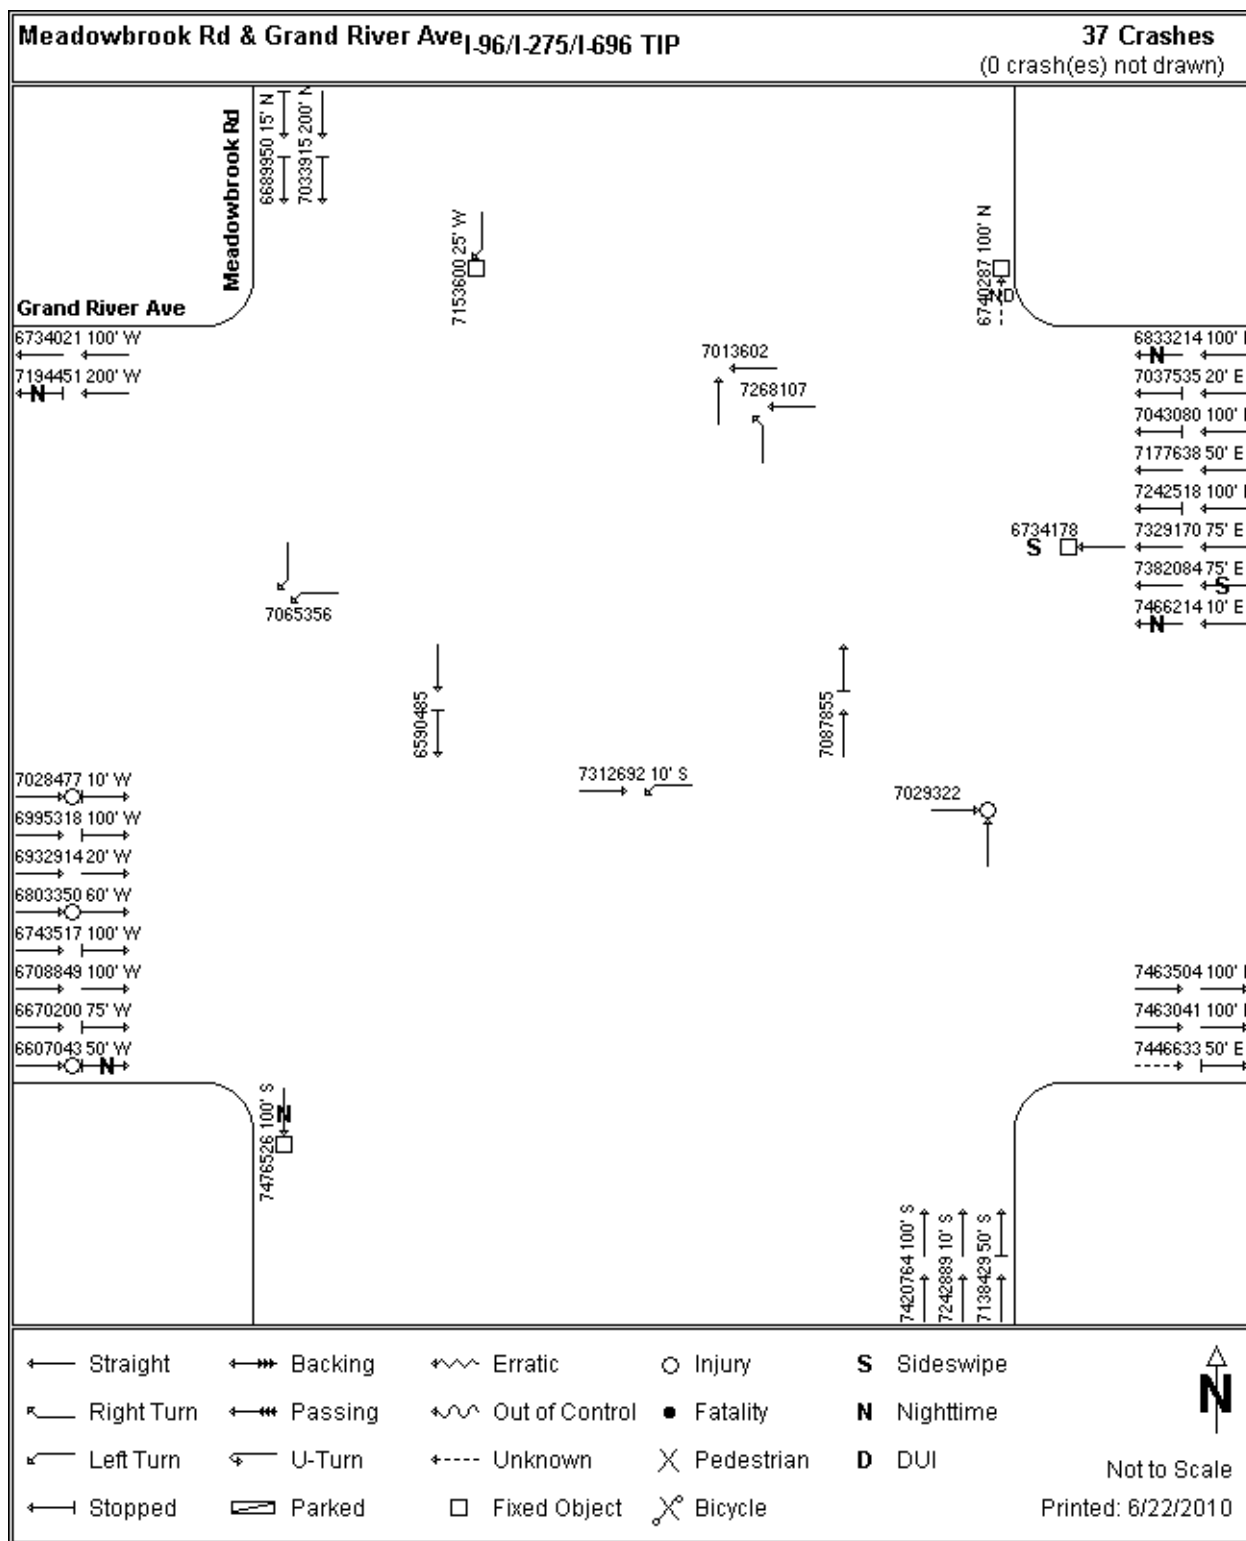 Meadowbrook Rd & Grand River Ave I-96/I-275/I-696 TIP
37 Crashes
(0 crash(es) not drawn)
Meadowbrook Rd
6689950 15' N
7033915 200' N
7153600 25' W
6740287 100' N
ND
Grand River Ave
6734021 100' W
7194451 200' W
N
7013602
7268107
6833214 100'
N
7037535 20' E
7043080 100'
7177638 50' E
7242518 100'
6734178
S
7329170 75' E
7382084 75' E
S
7466214 10' E
N
7065356
6590485
7087855
7312692 10' S
7029322
7028477 10' W
6995318 100' W
6932914 20' W
6803350 60' W
6743517 100' W
6708849 100' W
6670200 75' W
6607043 50' W
N
7463504 100'
7463041 100'
7446633 50' E
7476526 100' S
N
7420764 100' S
7242889 10' S
7138429 50' S
Straight
Backing
Erratic
Injury
S Sideswipe
Right Turn
Passing
Out of Control
Fatality
N Nighttime
Left Turn
U-Turn
Unknown
Pedestrian
D DUI
Stopped
Parked
Fixed Object
Bicycle
N
Not to Scale
Printed: 6/22/2010